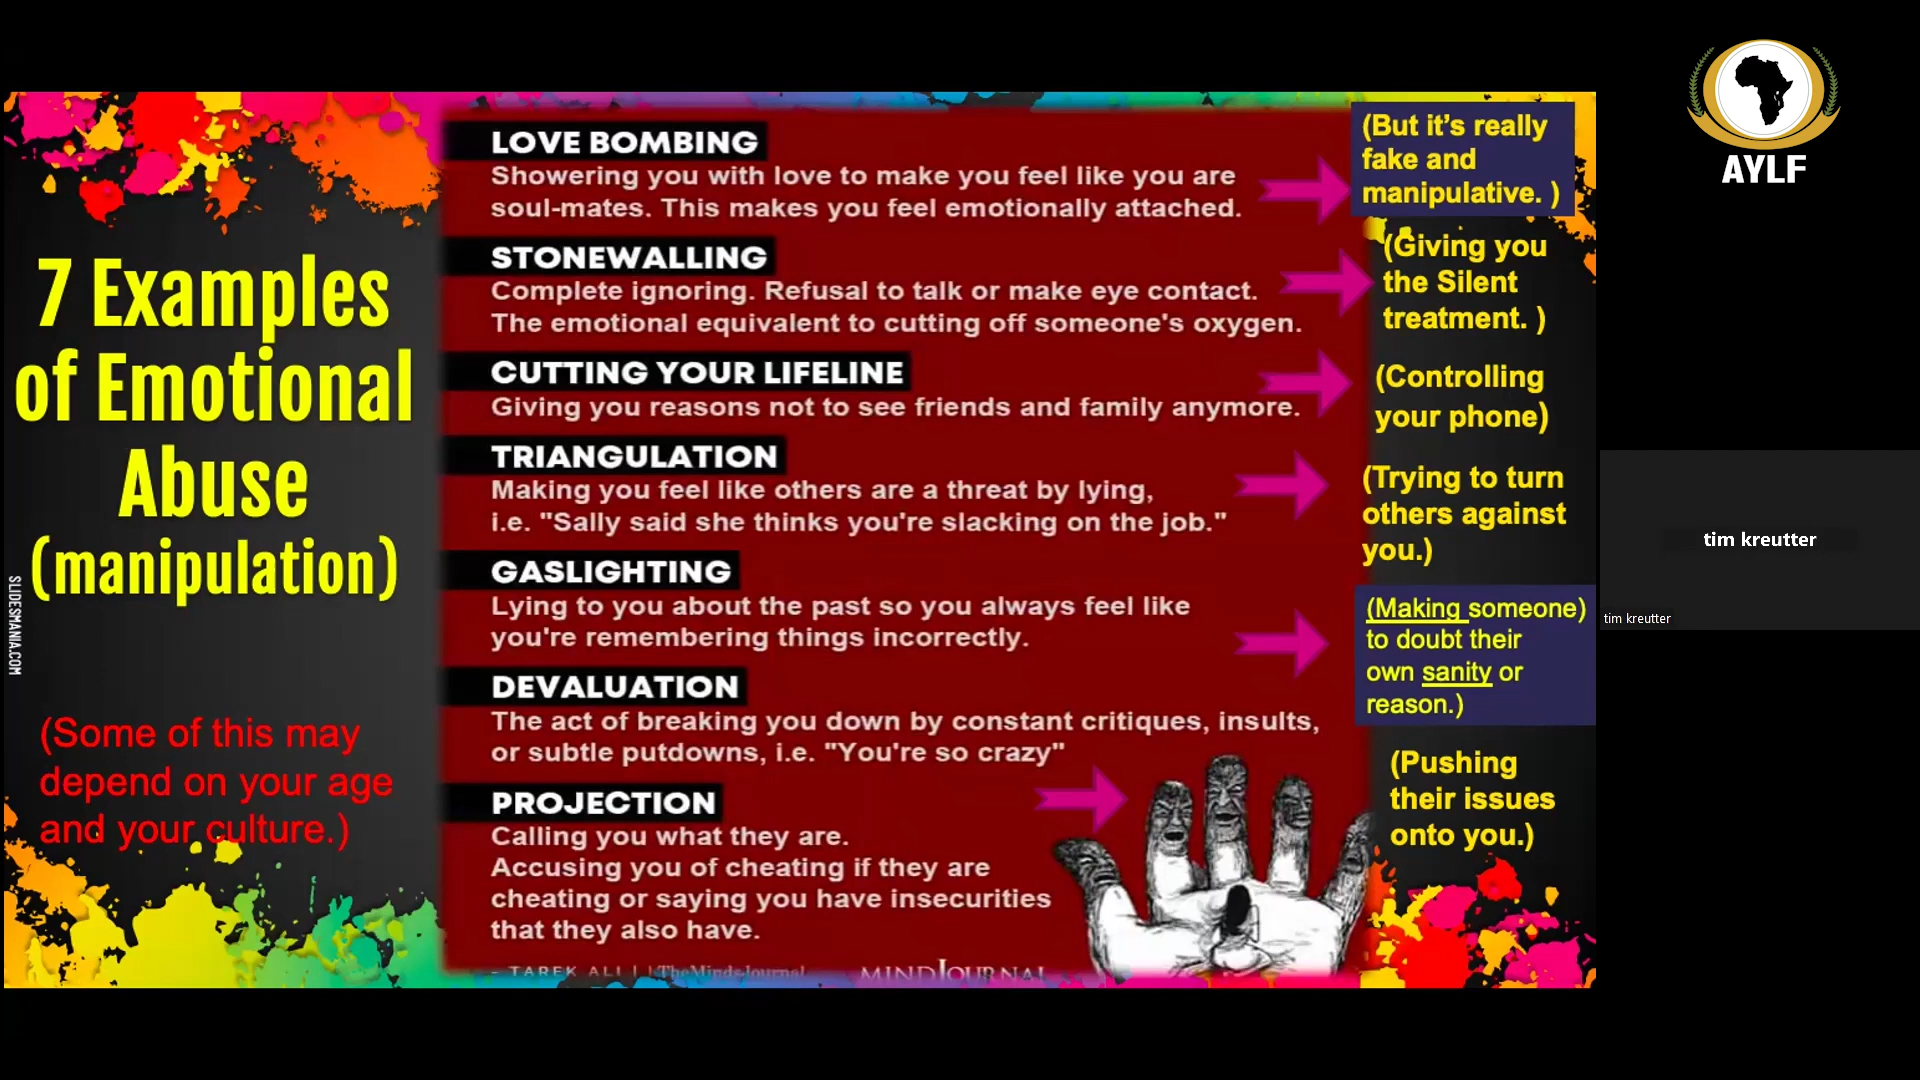 7 Examples
of Emotional
Abuse
(manipulation)
(Some of this may
depend on your age
and your culture.)
SLIDESMANIA.COM
LOVE BOMBING
Showering you with love to make you feel like you are
soul-mates. This makes you feel emotionally attached.
(But it’s really
fake and
manipulative. )
STONEWALLING
Complete ignoring. Refusal to talk or make eye contact.
The emotional equivalent to cutting off someone's oxygen.
(Giving you
the Silent
treatment. )
CUTTING YOUR LIFELINE
Giving you reasons not to see friends and family anymore.
(Controlling
your phone)
TRIANGULATION
Making you feel like others are a threat by lying,
i.e. "Sally said she thinks you're slacking on the job."
(Trying to turn
others against
you.)
GASLIGHTING
Lying to you about the past so you always feel like
you're remembering things incorrectly.
(Making someone)
to doubt their
own sanity or
reason.)
DEVALUATION
The act of breaking you down by constant critiques, insults,
or subtle putdowns, i.e. "You're so crazy"
PROJECTION
Calling you what they are.
Accusing you of cheating if they are
cheating or saying you have insecurities
that they also have.
(Pushing
their issues
onto you.)
- TAREK ALI | TheMindsJournal
MINDJOURNAL
AYLF
tim kreutter
tim kreutter